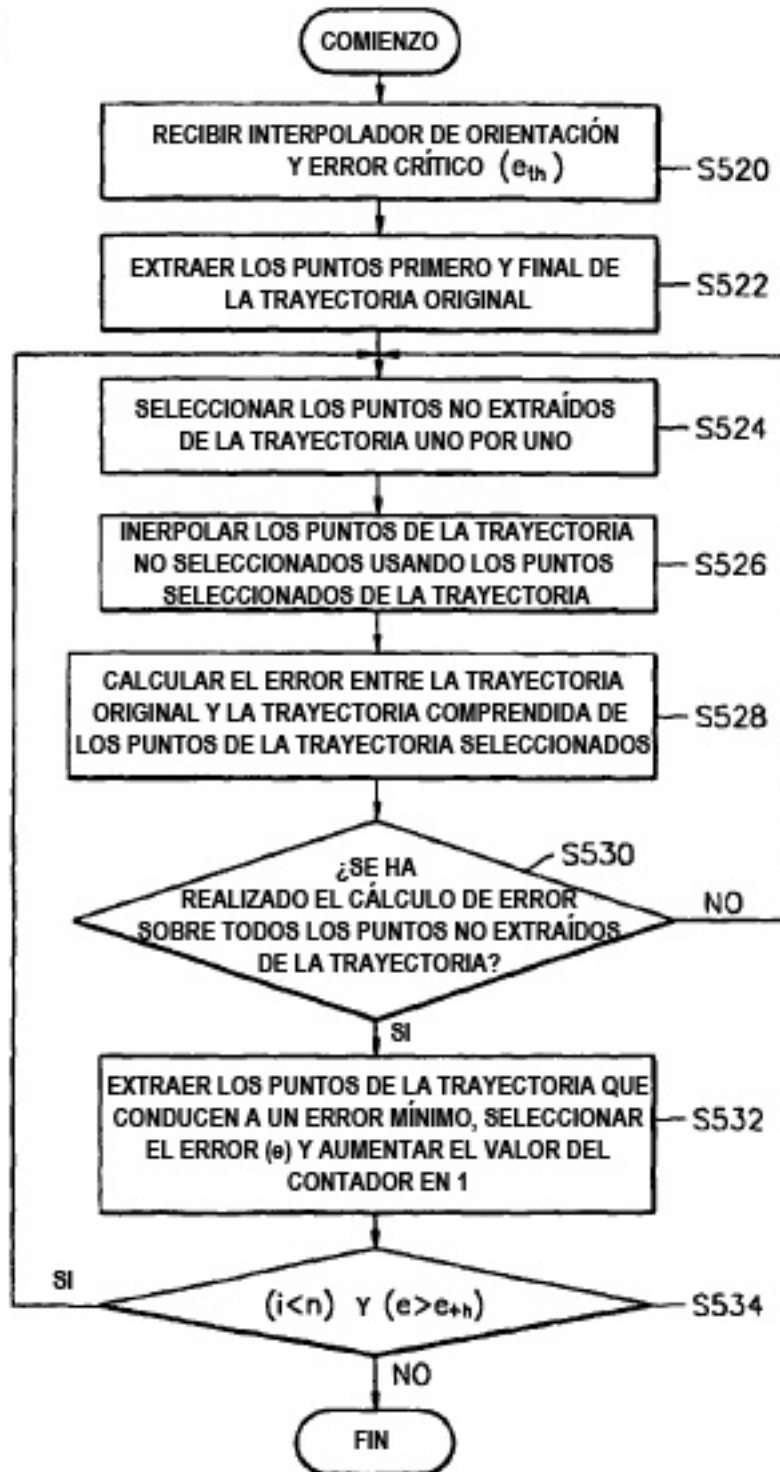 COMIENZO
RECIBIR INTERPOLADOR DE ORIENTACIÓN
Y ERROR CRÍTICO (eth)
S520
EXTRAER LOS PUNTOS PRIMERO Y FINAL DE
LA TRAYECTORIA ORIGINAL
S522
SELECCIONAR LOS PUNTOS NO EXTRAÍDOS
DE LA TRAYECTORIA UNO POR UNO
S524
INERPOLAR LOS PUNTOS DE LA TRAYECTORIA
NO SELECCIONADOS USANDO LOS PUNTOS
SELECCIONADOS DE LA TRAYECTORIA
S526
CALCULAR EL ERROR ENTRE LA TRAYECTORIA
ORIGINAL Y LA TRAYECTORIA COMPRENDIDA DE
LOS PUNTOS DE LA TRAYECTORIA SELECCIONADOS
S528
¿SE HA
REALIZADO EL CÁLCULO DE ERROR
SOBRE TODOS LOS PUNTOS NO EXTRAÍDOS
DE LA TRAYECTORIA?
S530
NO
SI
EXTRAER LOS PUNTOS DE LA TRAYECTORIA QUE
CONDUCEN A UN ERROR MÍNIMO, SELECCIONAR
EL ERROR (e) Y AUMENTAR EL VALOR DEL
CONTADOR EN 1
S532
SI
(i<n) Y (e>eth)
S534
NO
FIN